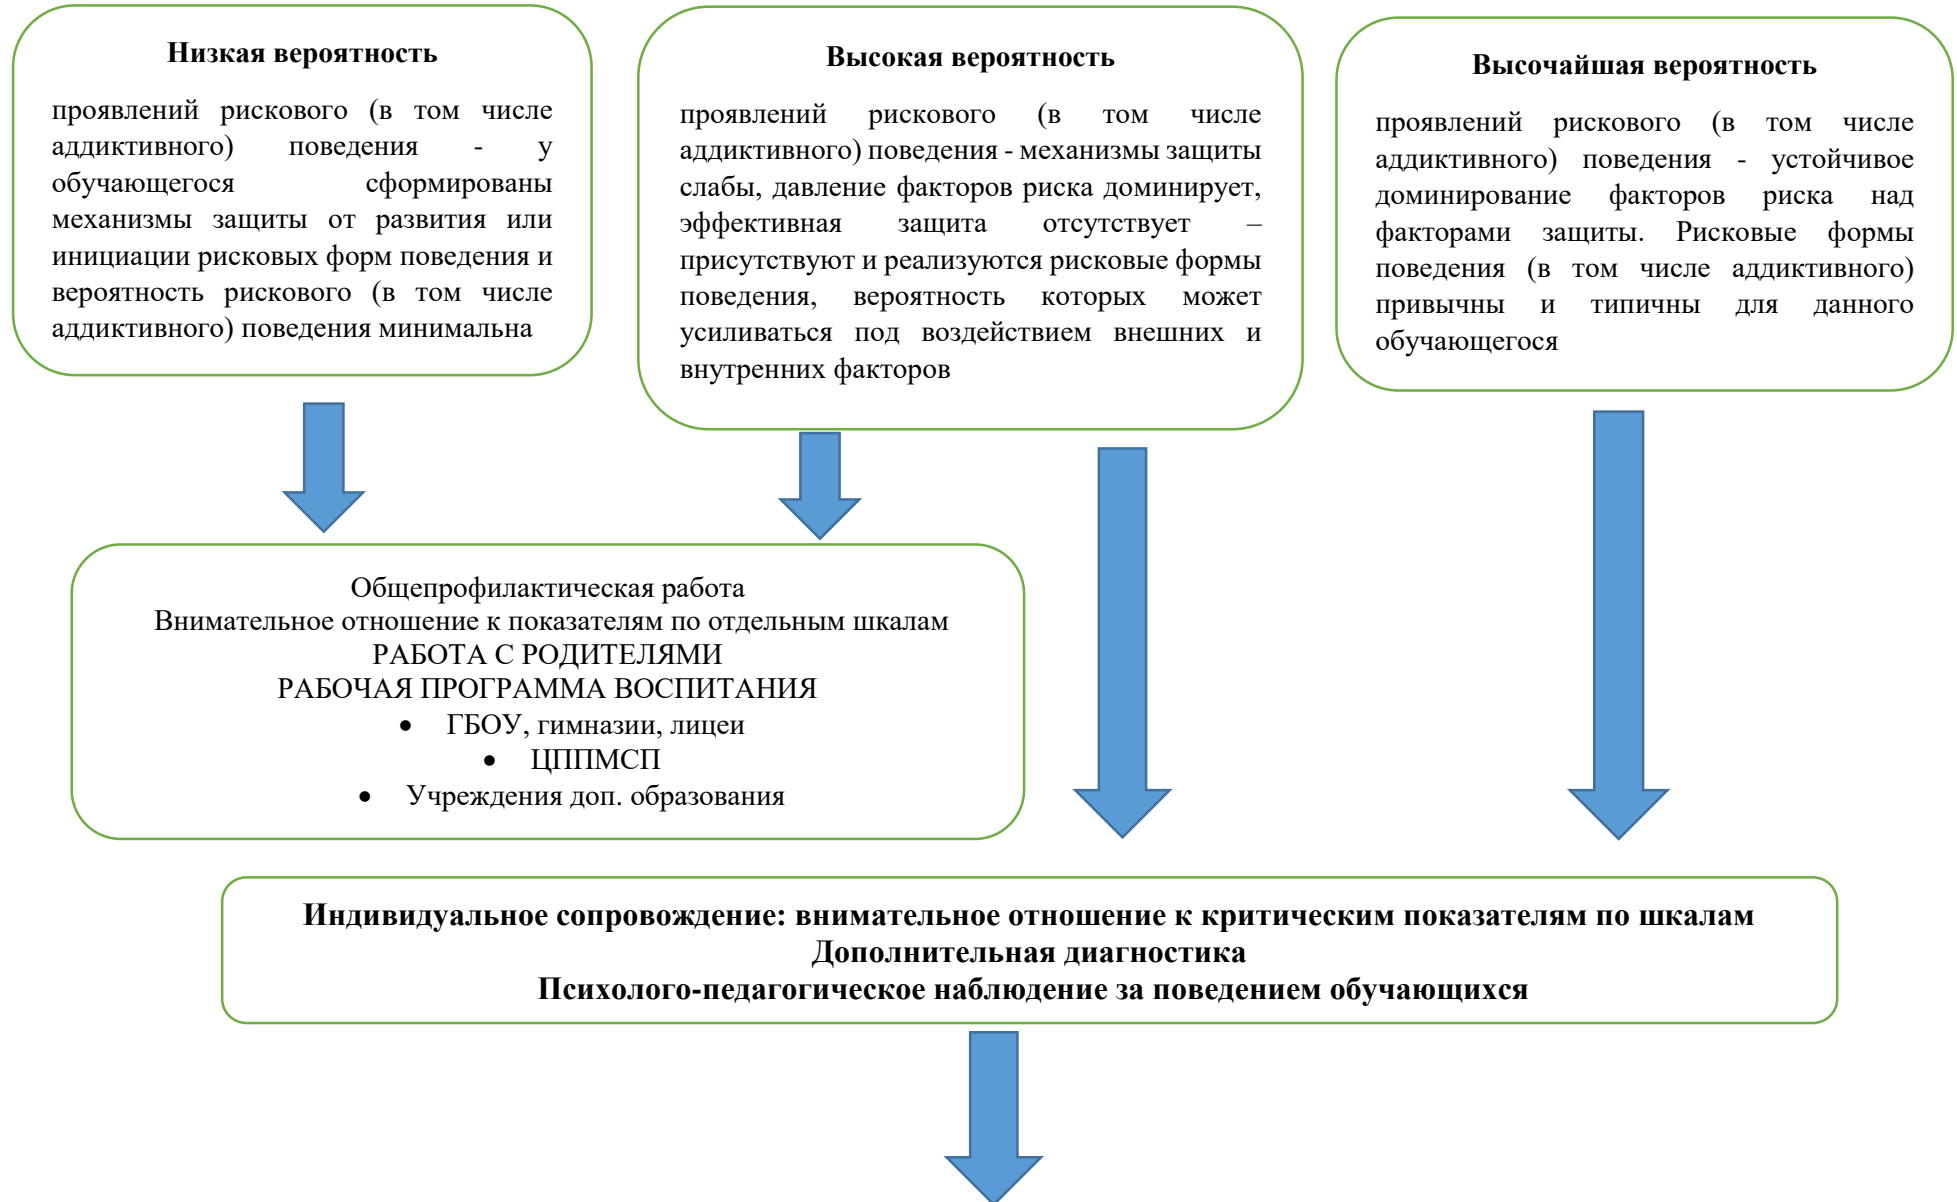 Низкая вероятность
проявлений рискового (в том числе
аддиктивного) поведения - у
обучающегося сформированы
механизмы защиты от развития или
инициации рисковых форм поведения и
вероятность рискового (в том числе
аддиктивного) поведения минимальна
Высокая вероятность
проявлений рискового (в том числе
аддиктивного) поведения - механизмы защиты
слабы, давление факторов риска доминирует,
эффективная защита отсутствует –
присутствуют и реализуются рисковые формы
поведения, вероятность которых может
усиливаться под воздействием внешних и
внутренних факторов
Высочайшая вероятность
проявлений рискового (в том числе
аддиктивного) поведения - устойчивое
доминирование факторов риска над
факторами защиты. Рисковые формы
поведения (в том числе аддиктивного)
привычны и типичны для данного
обучающегося
Общепрофилактическая работа
Внимательное отношение к показателям по отдельным шкалам
РАБОТА С РОДИТЕЛЯМИ
РАБОЧАЯ ПРОГРАММА ВОСПИТАНИЯ
• ГБОУ, гимназии, лицеи
• ЦППМСП
• Учреждения доп. образования
Индивидуальное сопровождение: внимательное отношение к критическим показателям по шкалам
Дополнительная диагностика
Психолого-педагогическое наблюдение за поведением обучающихся